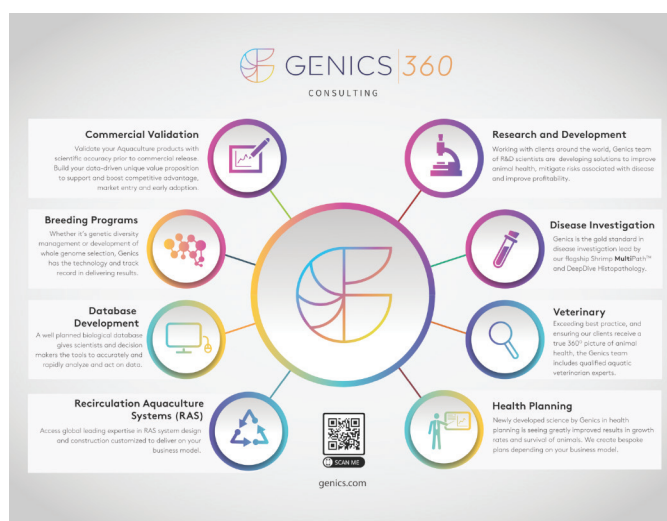 GENICS 360
CONSULTING
Commercial Validation
Validate your Aquaculture products with
scientific accuracy prior to commercial release.
Build your data-driven unique value proposition
to support and boost competitive advantage,
market entry and early adoption.
Research and Development
Working with clients around the world, Genics team
of R&D scientists are developing solutions to improve
animal health, mitigate risks associated with disease
and improve profitability.
Breeding Programs
Whether it's genetic diversity
management or development of
whole genome selection, Genics
has the technology and track
record in delivering results.
Disease Investigation
Genics is the gold standard in
disease investigation lead by
our flagship Shrimp MultiPath™
and DeepDive Histopathology.
Database
Development
A well planned biological database
gives scientists and decision
makers the tools to accurately and
rapidly analyze and act on data.
Veterinary
Exceeding best practice, and
ensuring our clients receive a
true 360° picture of animal
health, the Genics team
includes qualified aquatic
veterinarian experts.
Recirculation Aquaculture
Systems (RAS)
Access global leading expertise in RAS system design
and construction customized to deliver on your
business model.
Health Planning
Newly developed science by Genics in health
planning is seeing greatly improved results in growth
rates and survival of animals. We create bespoke
plans depending on your business model.
SCAN ME
genics.com